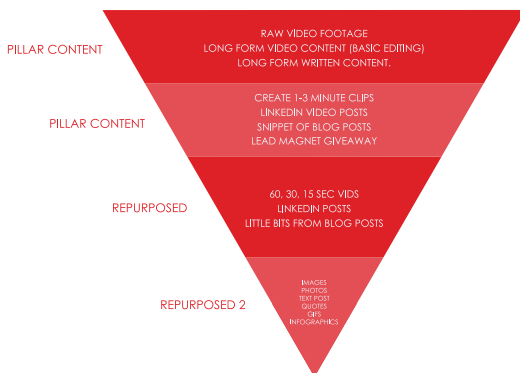 PILLAR CONTENT
RAW VIDEO FOOTAGE
LONG FORM VIDEO CONTENT (BASIC EDITING)
LONG FORM WRITTEN CONTENT.
PILLAR CONTENT
CREATE 1-3 MINUTE CLIPS
LINKEDIN VIDEO POSTS
SNIPPET OF BLOG POSTS
LEAD MAGNET GIVEAWAY
REPURPOSED
60, 30, 15 SEC VIDS
LINKEDIN POSTS
LITTLE BITS FROM BLOG POSTS
REPURPOSED 2
IMAGES
PHOTOS
TEXT POST
QUOTES
GIFS
INFOGRAPHICS